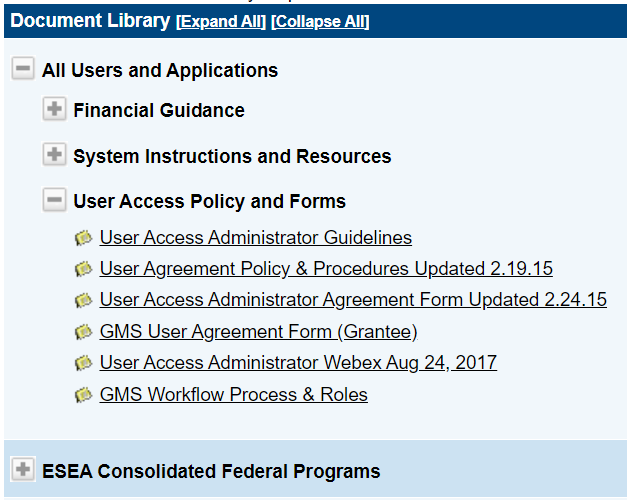 Document Library [Expand All] [Collapse All]
All Users and Applications
Financial Guidance
System Instructions and Resources
User Access Policy and Forms
User Access Administrator Guidelines
User Agreement Policy & Procedures Updated 2.19.15
User Access Administrator Agreement Form Updated 2.24.15
GMS User Agreement Form (Grantee)
User Access Administrator Webex Aug 24, 2017
GMS Workflow Process & Roles
ESEA Consolidated Federal Programs